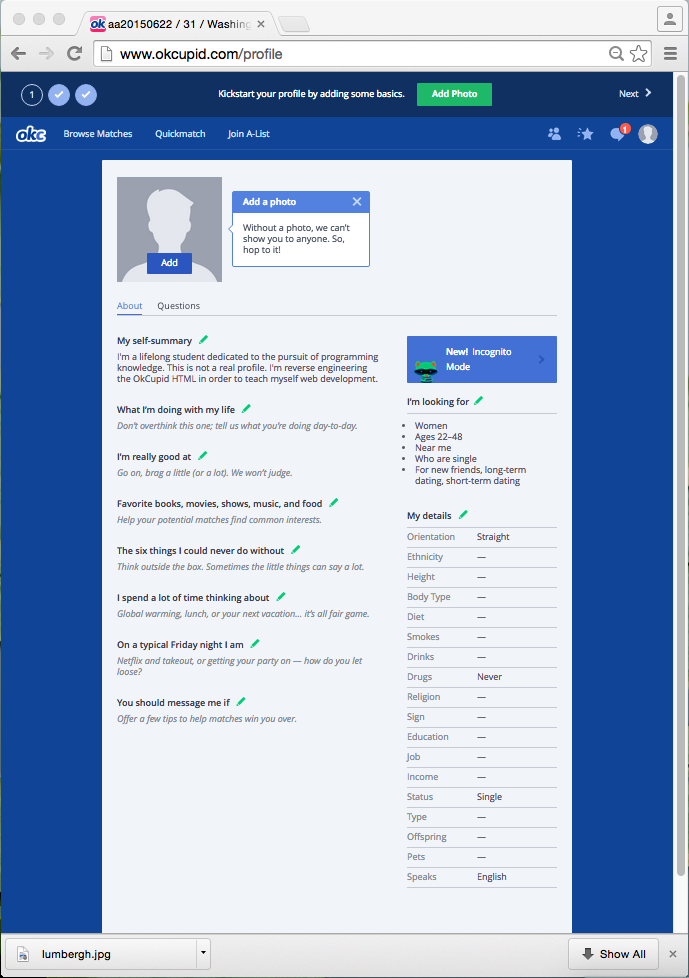 ok aa20150622 / 31 / Washing
www.okcupid.com/profile
1
Kickstart your profile by adding some basics.
Add Photo
Next
okc
Browse Matches
Quickmatch
Join A-List
1
Add a photo
Without a photo, we can't
show you to anyone. So,
hop to it!
Add
About
Questions
My self-summary
I'm a lifelong student dedicated to the pursuit of programming
knowledge. This is not a real profile. I'm reverse engineering
the OkCupid HTML in order to teach myself web development.
What I'm doing with my life
Don't overthink this one; tell us what you're doing day-to-day.
I'm really good at
Go on, brag a little (or a lot). We won't judge.
Favorite books, movies, shows, music, and food
Help your potential matches find common interests.
The six things I could never do without
Think outside the box. Sometimes the little things can say a lot.
I spend a lot of time thinking about
Global warming, lunch, or your next vacation... it's all fair game.
On a typical Friday night I am
Netflix and takeout, or getting your party on — how do you let
loose?
You should message me if
Offer a few tips to help matches win you over.
New! Incognito
Mode
I'm looking for
• Women
• Ages 22–48
• Near me
• Who are single
• For new friends, long-term
dating, short-term dating
My details
Orientation Straight
Ethnicity —
Height —
Body Type —
Diet —
Smokes —
Drinks —
Drugs Never
Religion —
Sign —
Education —
Job —
Income —
Status Single
Type —
Offspring —
Pets —
Speaks English
lumbergh.jpg
Show All